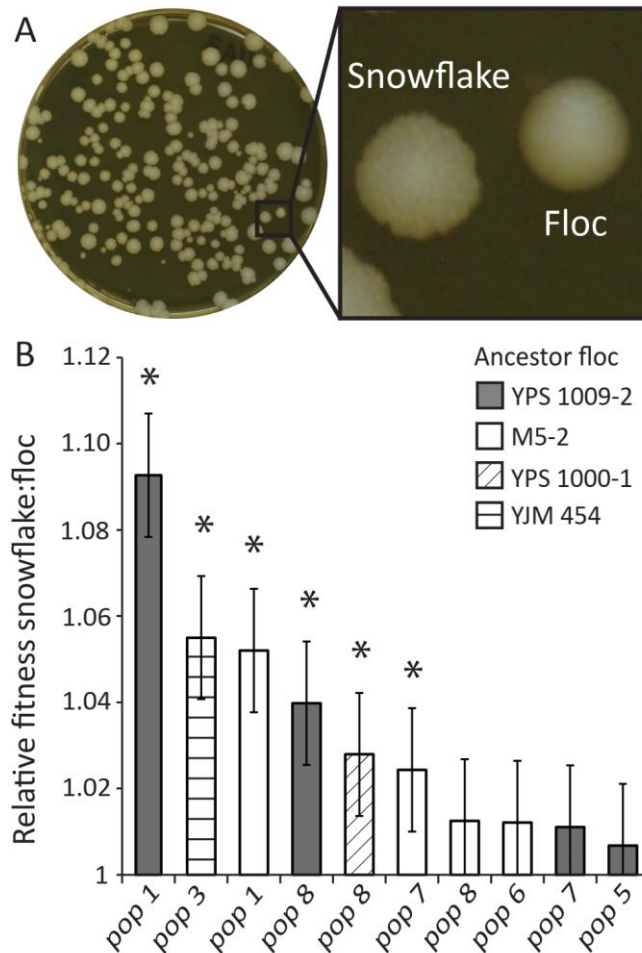 A
Snowflake
Floc
B
Relative fitness snowflake:floc
1.12
1.10
1.08
1.06
1.04
1.02
1
*
*
*
*
*
*
Ancestor floc
YPS 1009-2
M5-2
YPS 1000-1
YJM 454
pop 1
pop 3
pop 1
pop 8
pop 8
pop 7
pop 8
pop 6
pop 7
pop 5